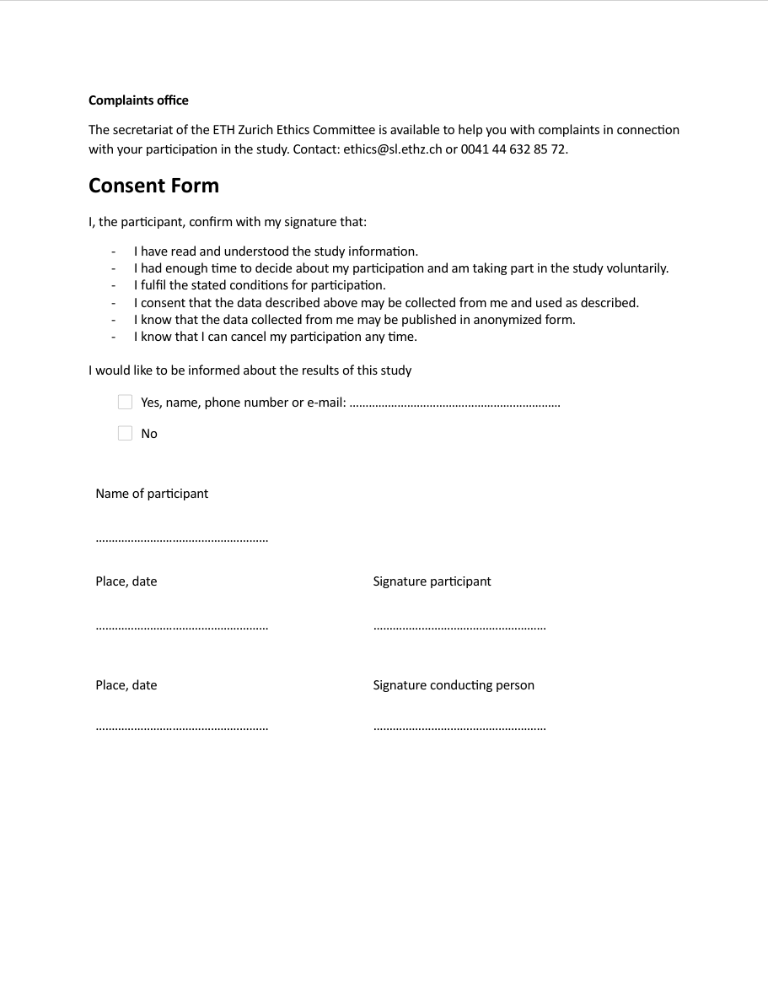 Complaints office
The secretariat of the ETH Zurich Ethics Committee is available to help you with complaints in connection
with your participation in the study. Contact: ethics@sl.ethz.ch or 0041 44 632 85 72.
Consent Form
I, the participant, confirm with my signature that:
- I have read and understood the study information.
- I had enough time to decide about my participation and am taking part in the study voluntarily.
- I fulfil the stated conditions for participation.
- I consent that the data described above may be collected from me and used as described.
- I know that the data collected from me may be published in anonymized form.
- I know that I can cancel my participation any time.
I would like to be informed about the results of this study
Yes, name, phone number or e-mail: …………………………………………………………
No
Name of participant
………………………………………………
Place, date Signature participant
……………………………………………… ………………………………………………
Place, date Signature conducting person
……………………………………………… ………………………………………………